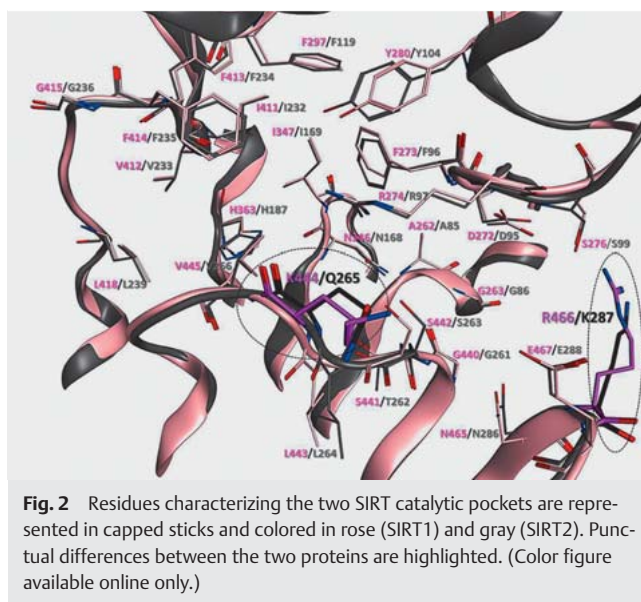 F297/F119
Y280/Y104
F413/F234
G415/G236
I411/I232
I347/I169
F414/F235
V412/V233
F273/F96
R274/R97
H363/H187
A262/A85
N346/N168
D272/D95
S276/S99
V445/V266
/Q265
L418/L239
G263/G86
R466/K287
S442/S263
G440/G261
E467/E288
S441/T262
N465/N286
L443/L264
Fig. 2 Residues characterizing the two SIRT catalytic pockets are repre-
sented in capped sticks and colored in rose (SIRT1) and gray (SIRT2). Punc-
tual differences between the two proteins are highlighted. (Color figure
available online only.)